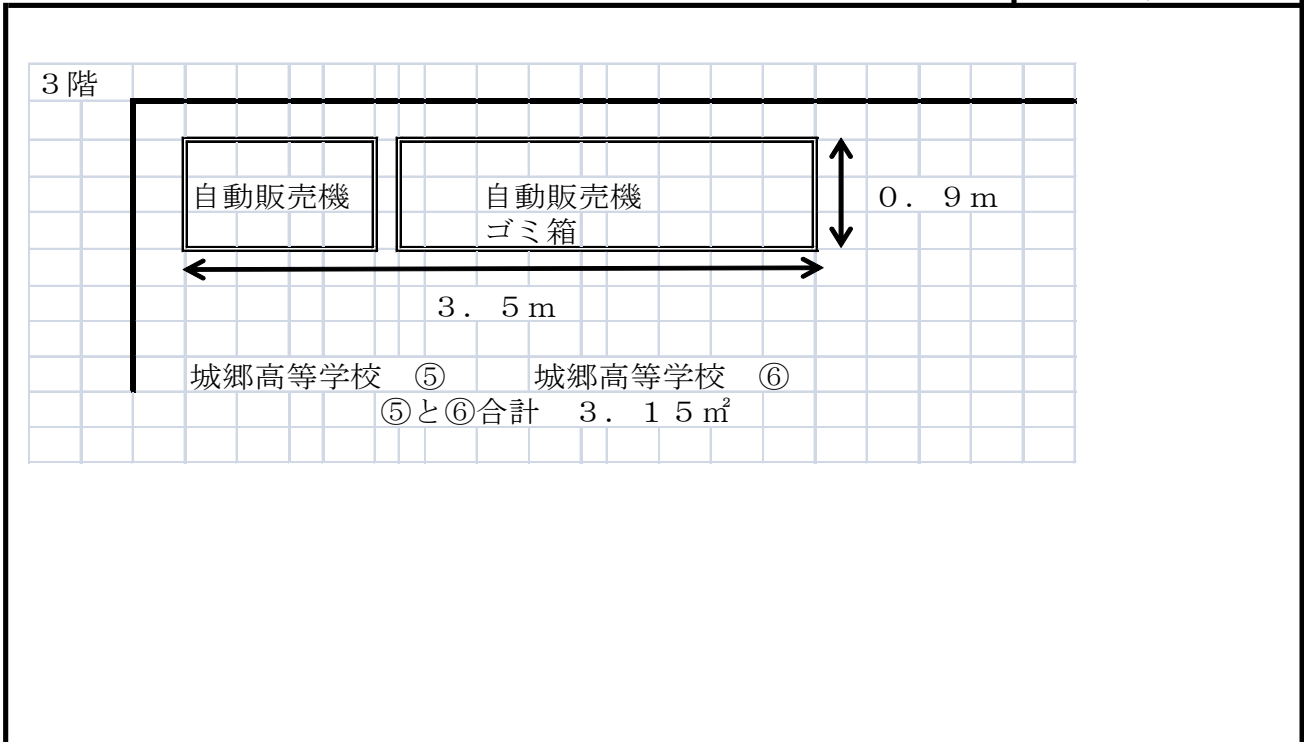 ３階
自動販売機
自動販売機
ゴミ箱
０．９ｍ
３．５ｍ
城郷高等学校　⑤　　城郷高等学校　⑥
⑤と⑥合計　３．１５㎡